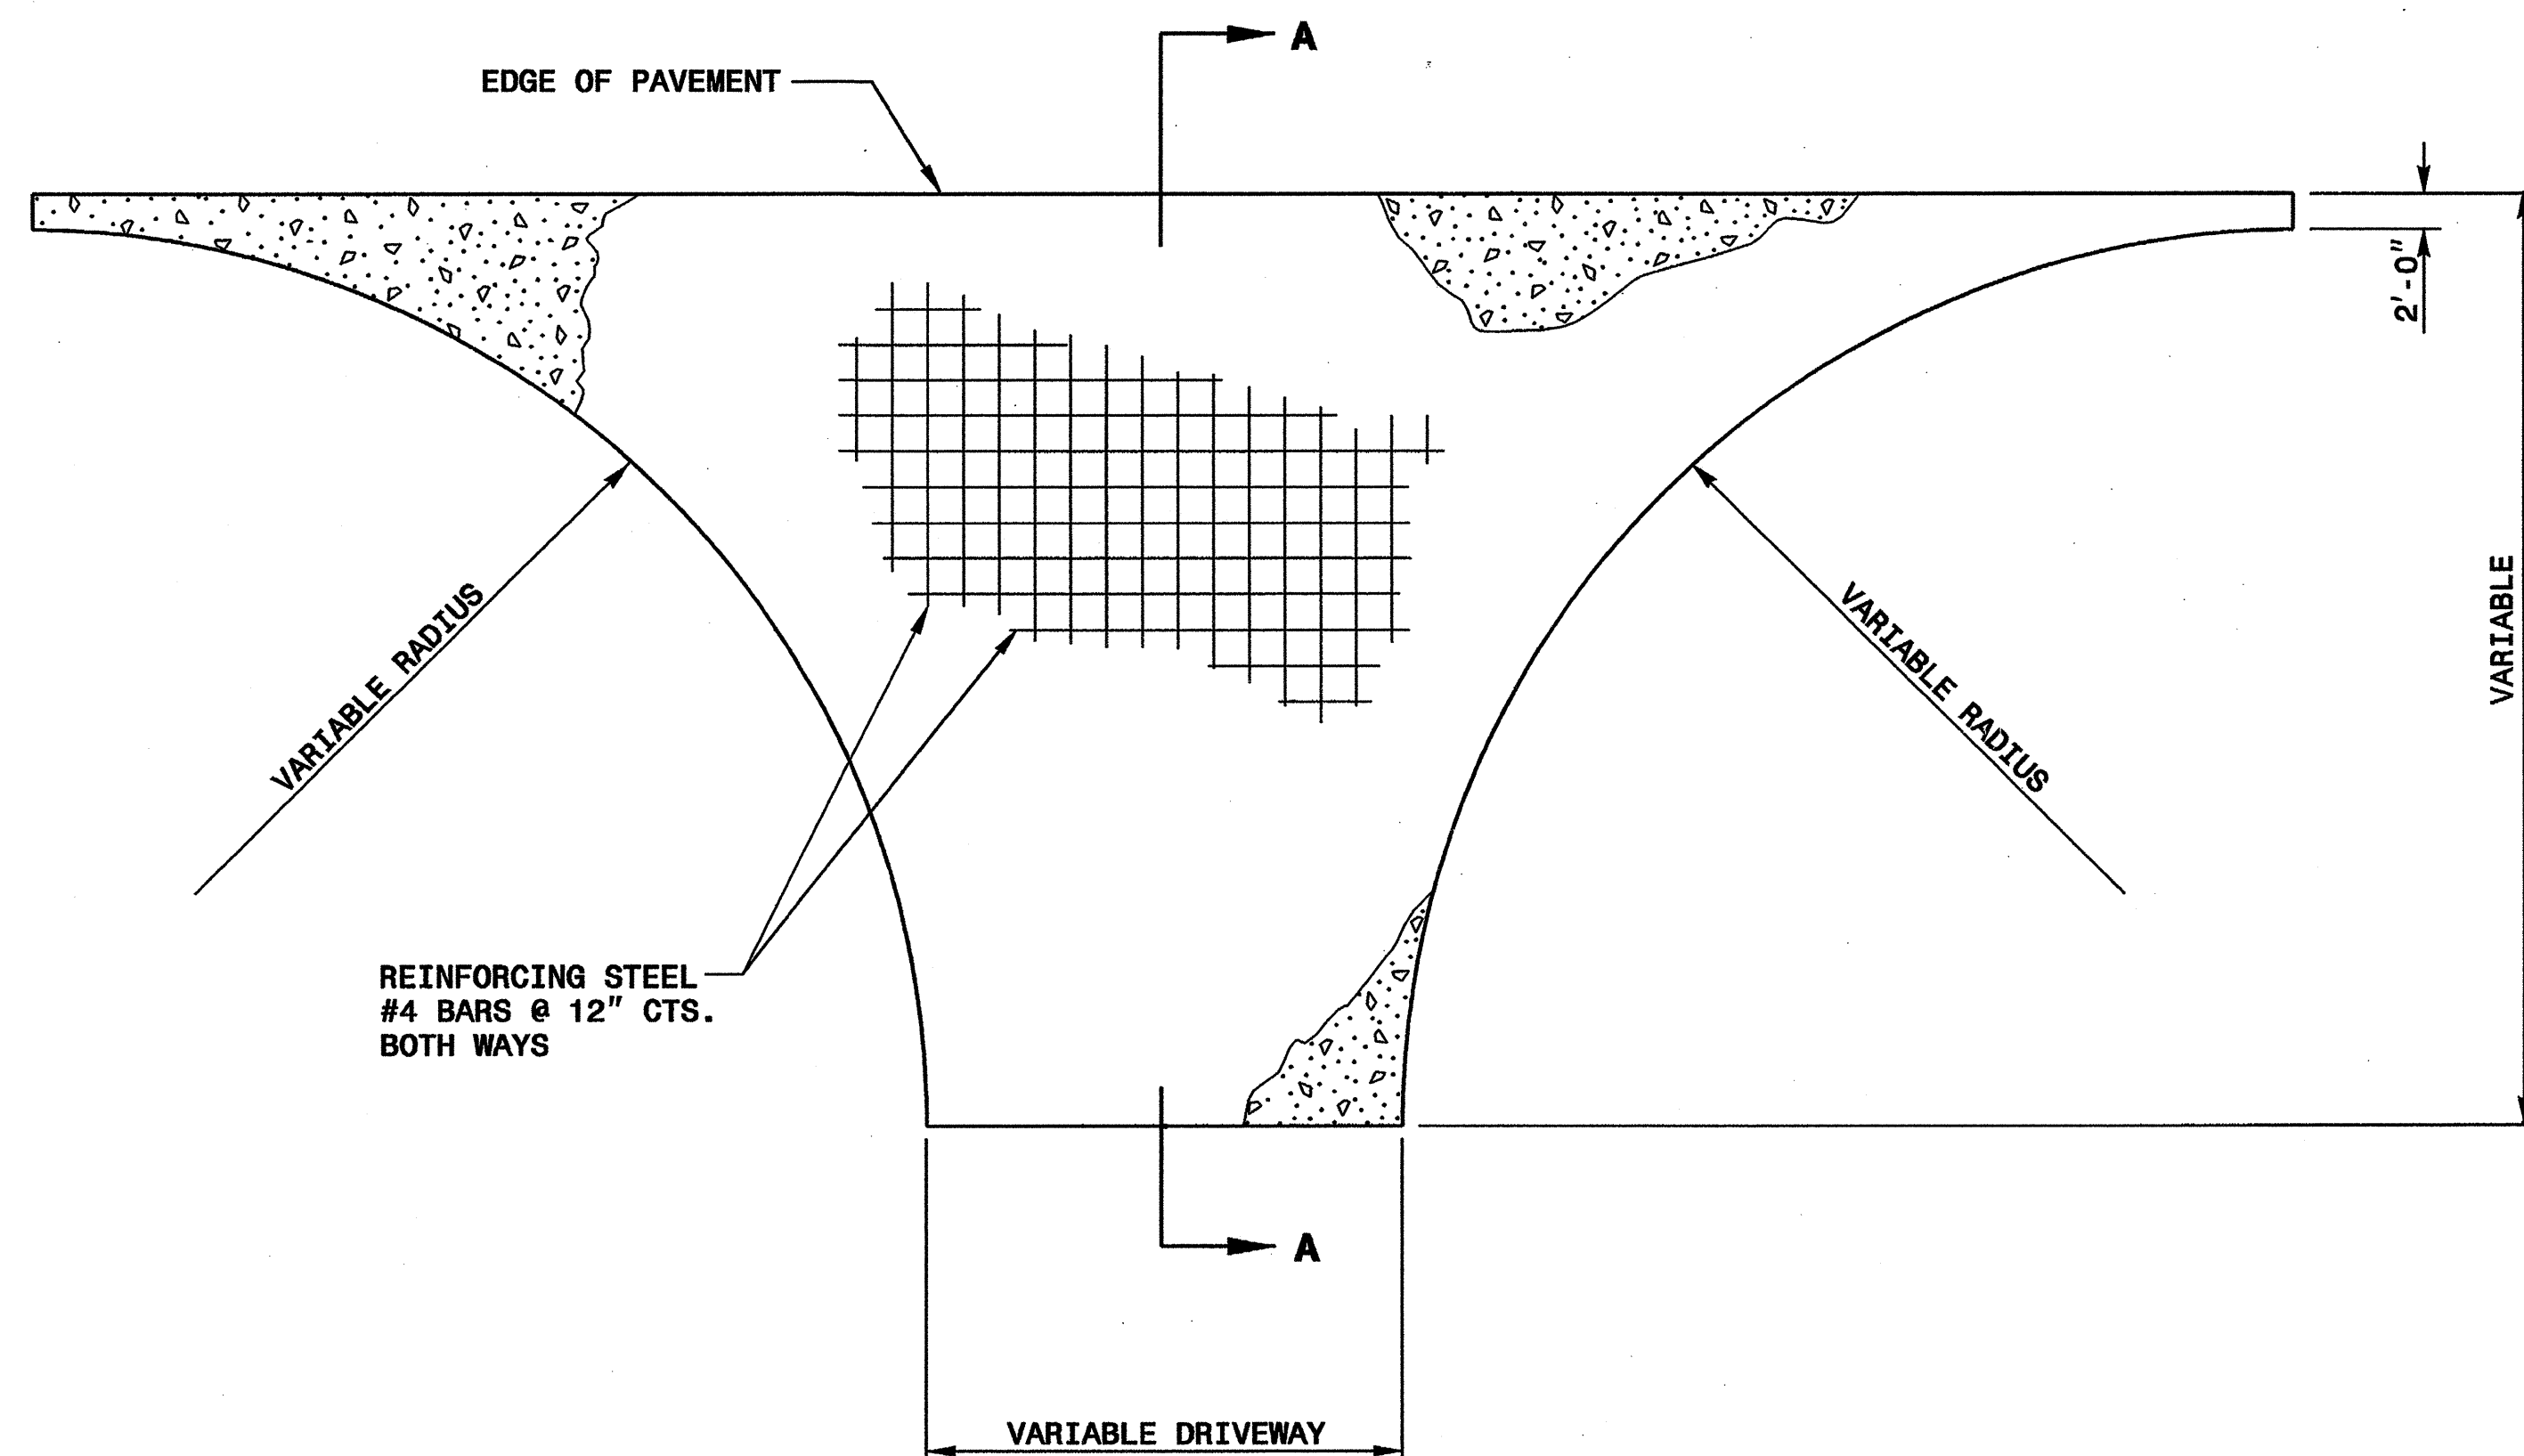 A
EDGE OF PAVEMENT
2'-0"
VARIABLE RADIUS
VARIABLE RADIUS
VARIABLE
REINFORCING STEEL
#4 BARS @ 12" CTS.
BOTH WAYS
A
VARIABLE DRIVEWAY